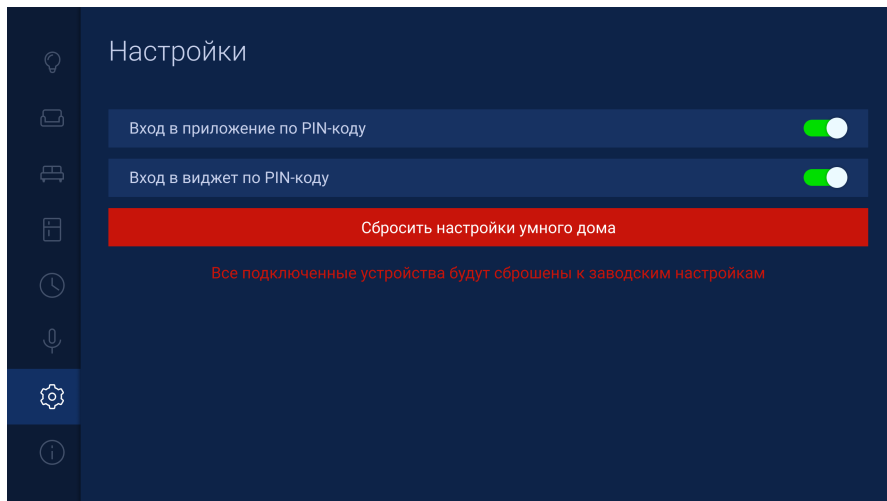 Настройки
Вход в приложение по PIN-коду
Вход в виджет по PIN-коду
Сбросить настройки умного дома
Все подключенные устройства будут сброшены к заводским настройкам